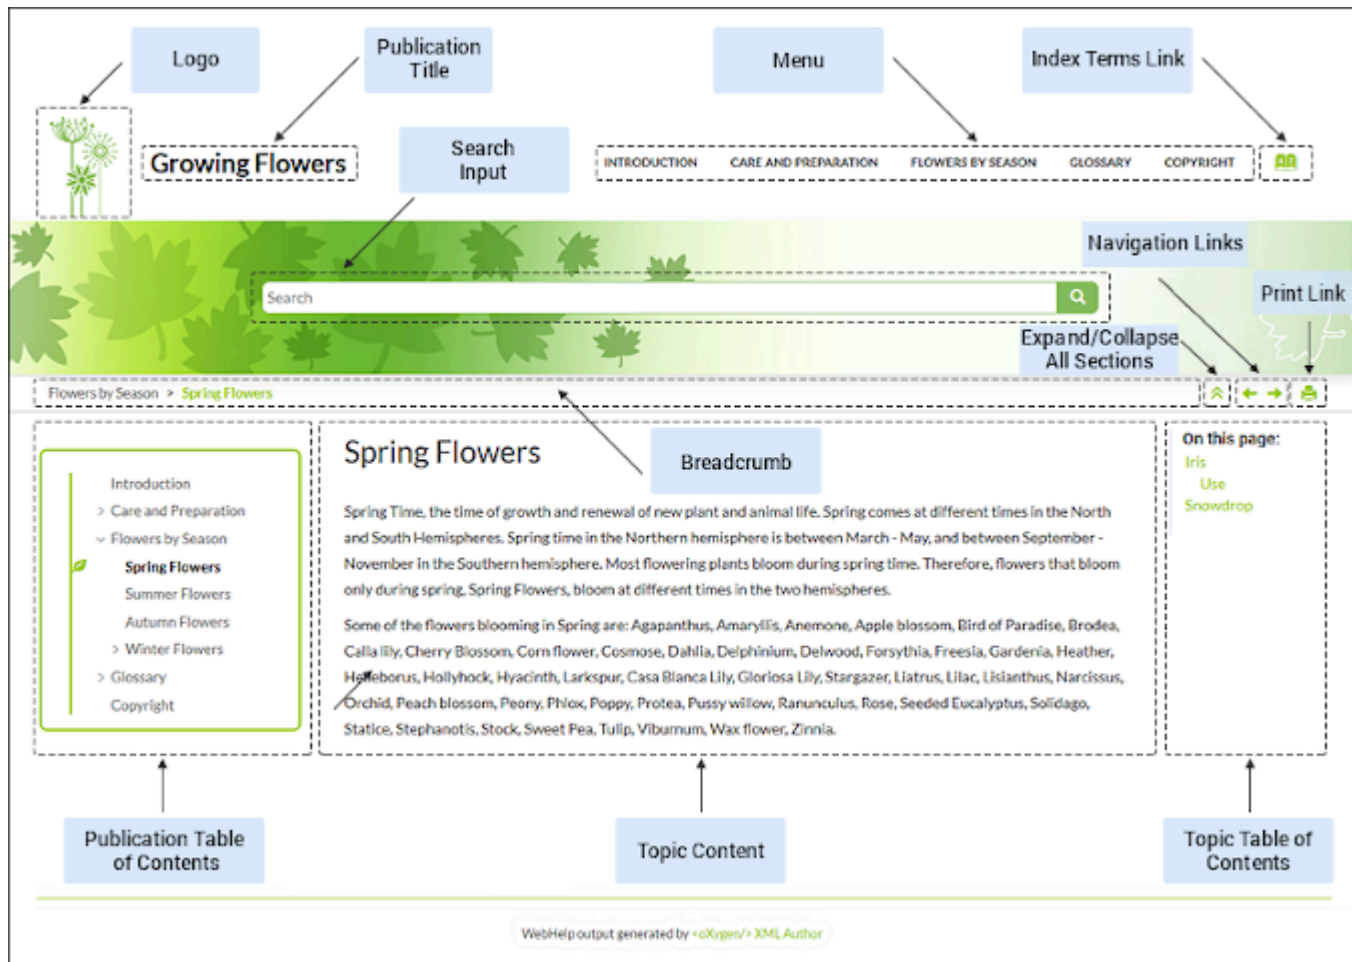 Logo
Publication
Title
Menu
Index Terms Link
Search
Input
Growing Flowers
INTRODUCTION CARE AND PREPARATION FLOWERS BY SEASON GLOSSARY COPYRIGHT
Navigation Links
Print Link
Search
Expand/Collapse
All Sections
Flowers by Season > Spring Flowers
Breadcrumb
Introduction
> Care and Preparation
Flowers by Season
Spring Flowers
Summer Flowers
Autumn Flowers
> Winter Flowers
> Glossary
Copyright
Spring Flowers
Spring Time, the time of growth and renewal of new plant and animal life. Spring comes at different times in the North
and South Hemispheres. Spring time in the Northern hemisphere is between March - May, and between September -
November in the Southern hemisphere. Most flowering plants bloom during spring time. Therefore, flowers that bloom
only during spring, Spring Flowers, bloom at different times in the two hemispheres.
Some of the flowers blooming in Spring are: Agapanthus, Amaryllis, Anemone, Apple blossom, Bird of Paradise, Brodea,
Calla lily, Cherry Blossom, Corn flower, Cosmose, Dahlia, Delphinium, Delwood, Forsythia, Freesia, Gardenia, Heather,
Helleborus, Hollyhock, Hyacinth, Larkspur, Casa Blanca Lily, Gloriosa Lily, Stargazer, Liatrus, Lilac, Lisianthus, Narcissus,
Orchid, Peach blossom, Peony, Phlox, Poppy, Protea, Pussy willow, Ranunculus, Rose, Seeded Eucalyptus, Solidago,
Statice, Stephanotis, Stock, Sweet Pea, Tulip, Viburnum, Wax flower, Zinnia.
On this page:
Iris
Use
Snowdrop
Publication Table
of Contents
Topic Content
Topic Table of
Contents
WebHelp output generated by <oXygen/> XML Author